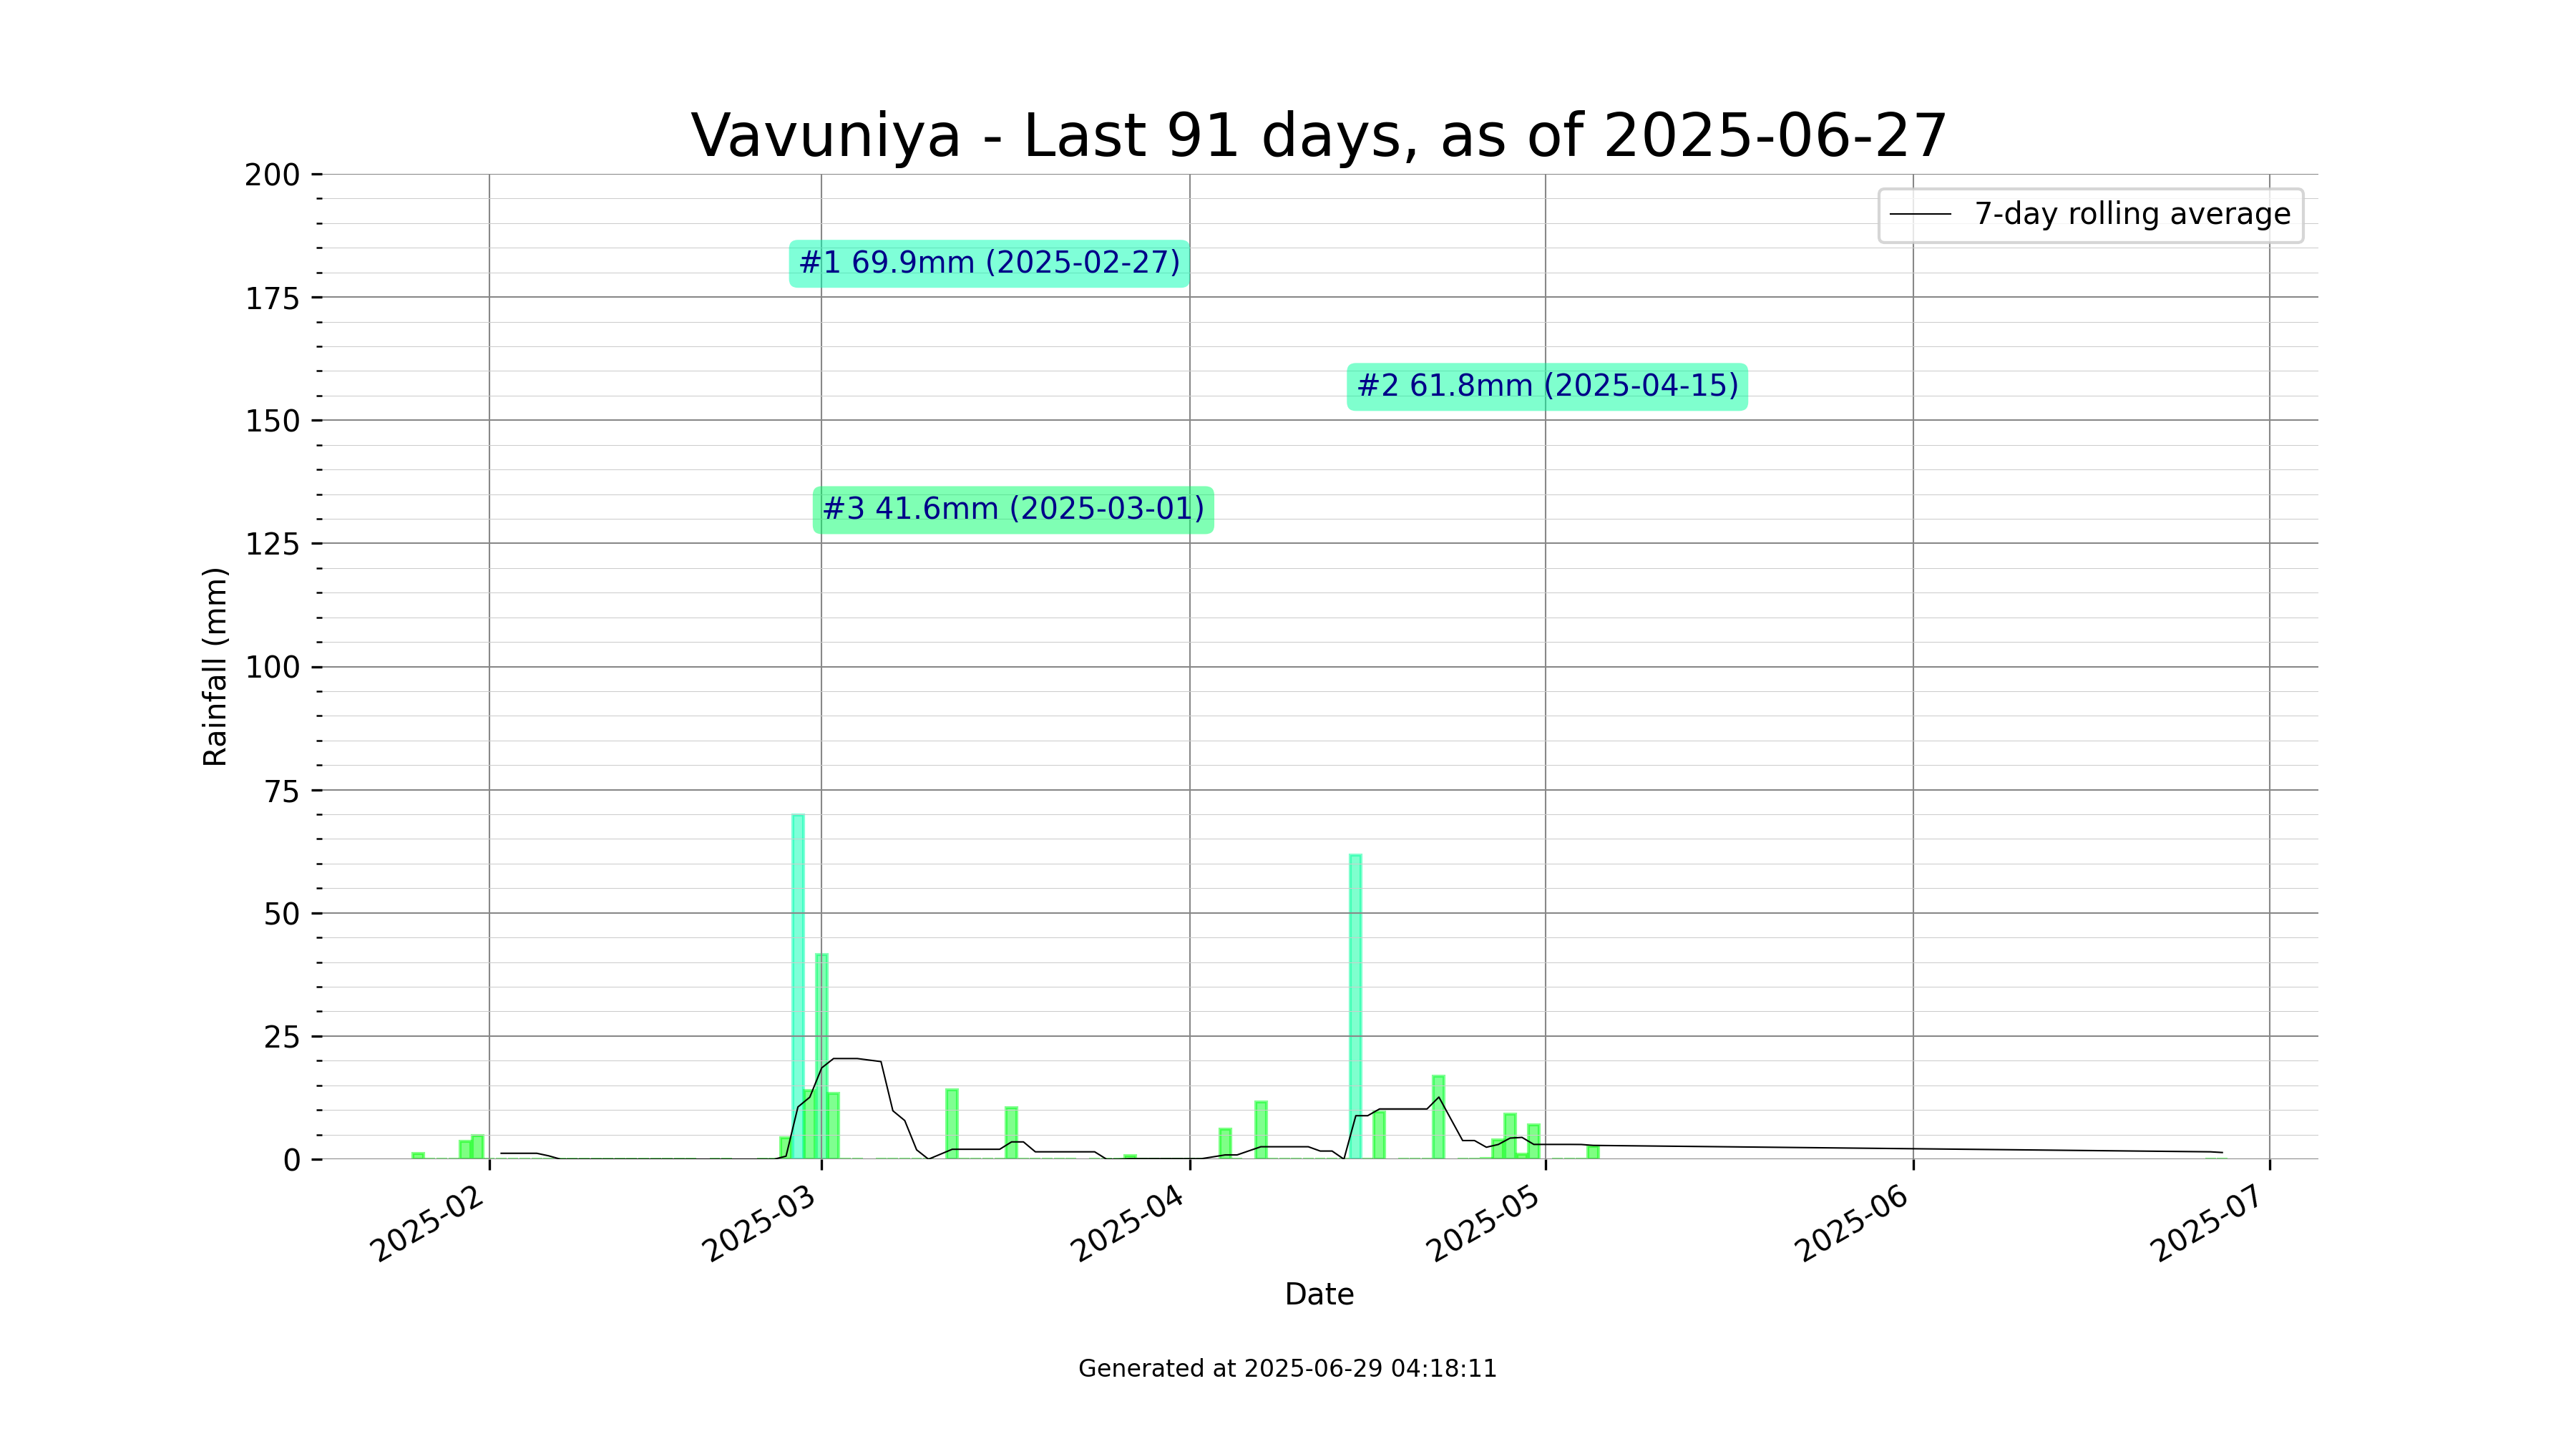 Vavuniya - Last 91 days, as of 2025-06-27
200
175
150
125
100
75
50
25
0
Rainfall (mm)
7-day rolling average
#1 69.9mm (2025-02-27)
#2 61.8mm (2025-04-15)
#3 41.6mm (2025-03-01)
2025-02
2025-03
2025-04
2025-05
2025-06
2025-07
Date
Generated at 2025-06-29 04:18:11